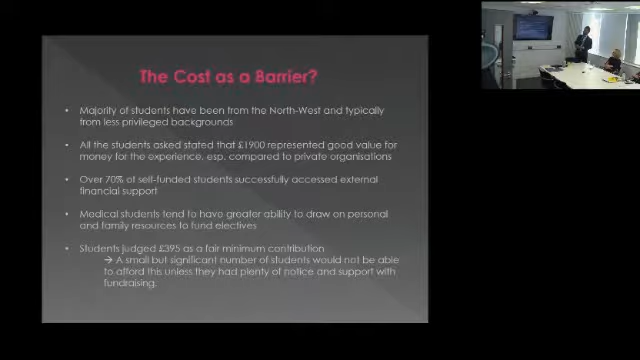 The Cost as a Barrier?
• Majority of students have been from the North-West and typically
from less privileged backgrounds
• All the students asked stated that £1900 represented good value for
money for the experience, esp. compared to private organisations
• Over 70% of self-funded students successfully accessed external
financial support
• Medical students tend to have greater ability to draw on personal
and family resources to fund electives
• Students judged £395 as a fair minimum contribution
→ A small but significant number of students would not be able
to afford this unless they had plenty of notice and support with
fundraising.